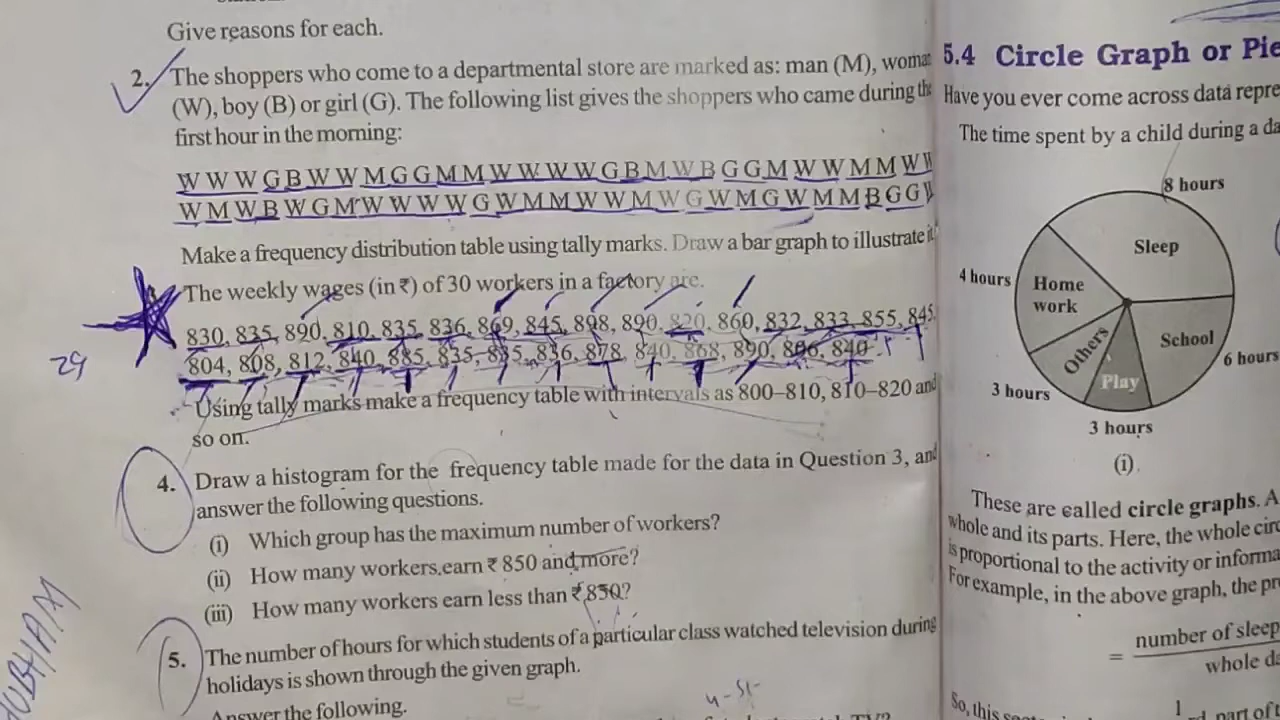 Give reasons for each.
2. The shoppers who come to a departmental store are marked as: man (M), woman
(W), boy (B) or girl (G). The following list gives the shoppers who came during the
first hour in the morning:
W W W G B W W M G G M M W W W W G B M W B G G M W W M M W W
W M W B W G M W W W W G W M M W W M W G W M G W M M B G G
Make a frequency distribution table using tally marks. Draw a bar graph to illustrate it.
The weekly wages (in ₹) of 30 workers in a factory are.
830, 835, 890, 810, 835, 836, 869, 845, 898, 890, 820, 860, 832, 833, 855, 845,
804, 808, 812, 840, 885, 835, 835, 836, 878, 840, 868, 890, 806, 840
29
Using tally marks make a frequency table with intervals as 800–810, 810–820 and
so on.
4. Draw a histogram for the frequency table made for the data in Question 3, and
answer the following questions.
(i) Which group has the maximum number of workers?
(ii) How many workers earn ₹ 850 and more?
(iii) How many workers earn less than ₹ 850?
5. The number of hours for which students of a particular class watched television during
holidays is shown through the given graph.
Answer the following.
5.4 Circle Graph or Pie
Have you ever come across data repre
The time spent by a child during a da
8 hours
Sleep
4 hours
Home
work
School
6 hours
Others
Play
3 hours
3 hours
(i)
These are called circle graphs. A
whole and its parts. Here, the whole circ
is proportional to the activity or informa
For example, in the above graph, the pr
= number of sleep
whole da
So, this
part of t